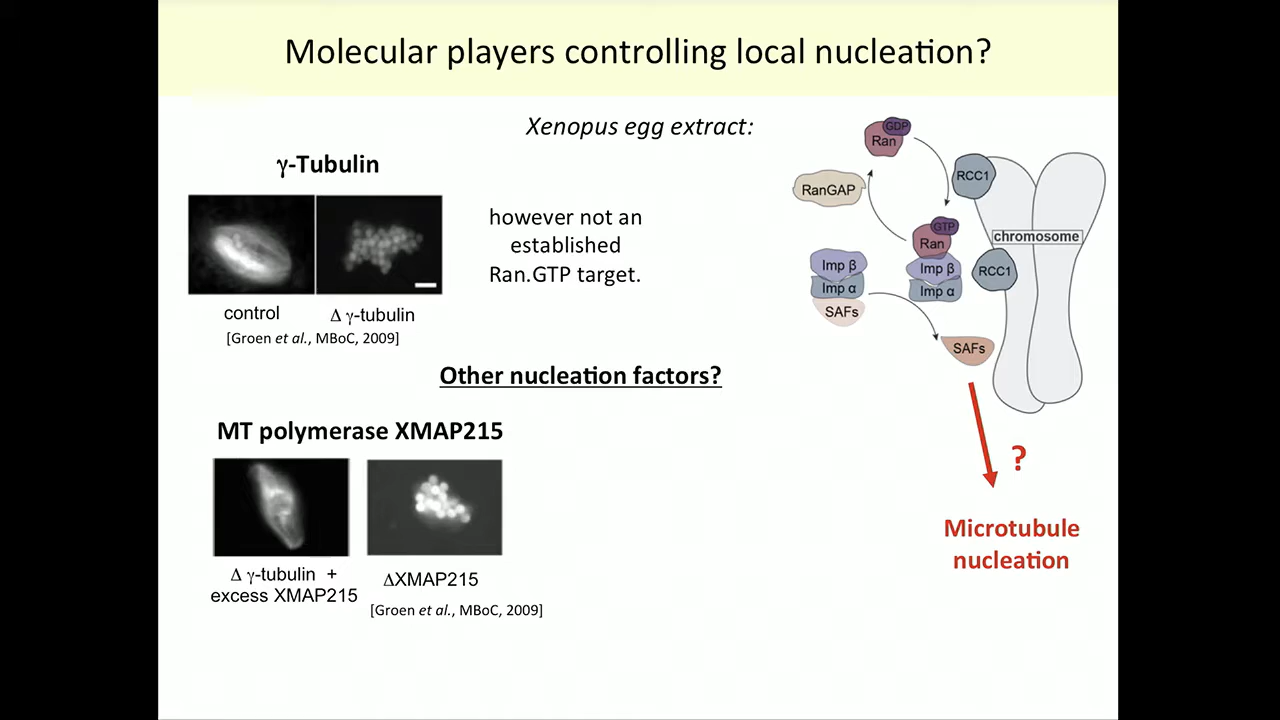 Molecular players controlling local nucleation?
Xenopus egg extract:
γ-Tubulin
however not an
established
Ran.GTP target.
control
Δ γ-tubulin
[Groen et al., MBoC, 2009]
Other nucleation factors?
MT polymerase XMAP215
Δ γ-tubulin +
excess XMAP215
ΔXMAP215
[Groen et al., MBoC, 2009]
GDP
Ran
RCC1
RanGAP
GTP
Ran
chromosome
Imp β
Imp α
SAFs
Imp β
Imp α
RCC1
SAFs
?
Microtubule
nucleation